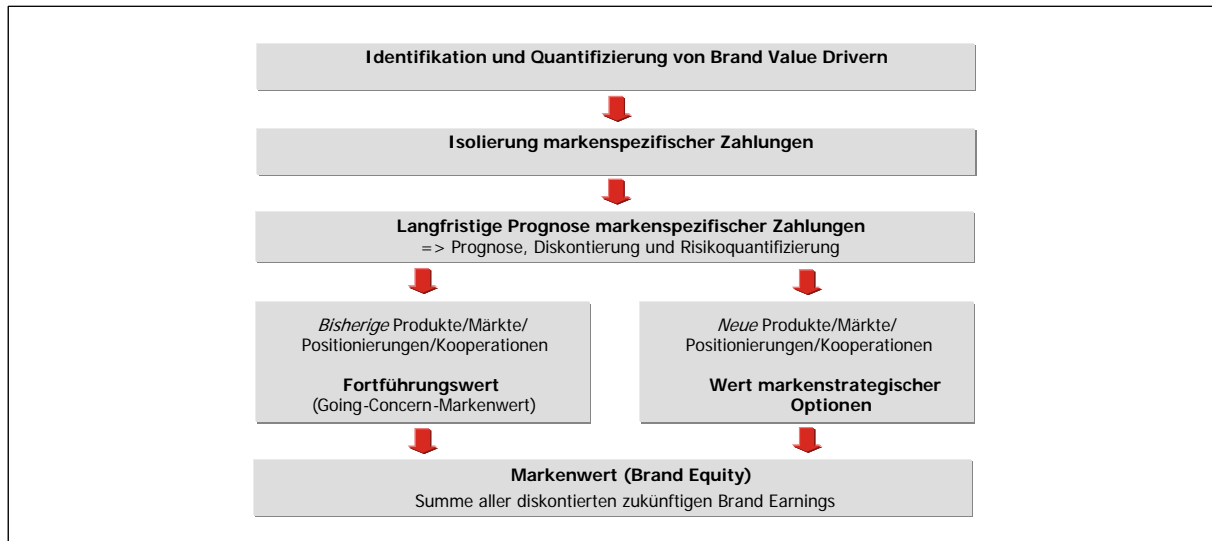 Identifikation und Quantifizierung von Brand Value Drivern
Isolierung markenspezifischer Zahlungen
Langfristige Prognose markenspezifischer Zahlungen
=> Prognose, Diskontierung und Risikoquantifizierung
Bisherige Produkte/Märkte/
Positionierungen/Kooperationen
Fortführungswert
(Going-Concern-Markenwert)
Neue Produkte/Märkte/
Positionierungen/Kooperationen
Wert markenstrategischer
Optionen
Markenwert (Brand Equity)
Summe aller diskontierten zukünftigen Brand Earnings